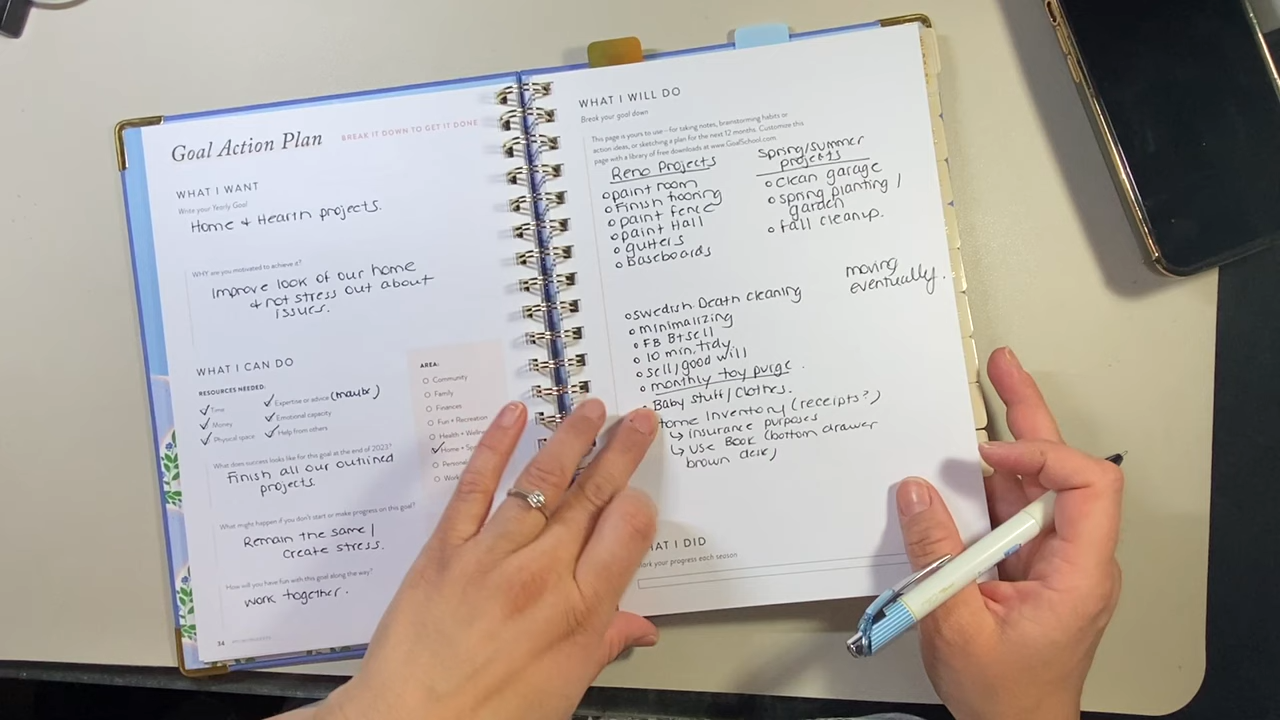 Goal Action Plan
BREAK IT DOWN TO GET IT DONE
WHAT I WANT
Write your Yearly Goal
Home + Hearth projects.
WHY are you motivated to achieve it?
Improve look of our home
+ not stress out about
issues.
WHAT I CAN DO
RESOURCES NEEDED:
Time
Money
Physical space
Expertise or advice (maybe)
Emotional capacity
Help from others
AREA:
Community
Family
Finances
Fun + Recreation
Health +
Home +
What does success look like for this goal at the end of 2023?
Finish all our outlined
projects.
What might happen if you don't start or make progress on this goal?
Remain the same /
create stress.
How will you have fun with this goal along the way?
work together.
WHAT I WILL DO
Break your goal down
This page is yours to use – for taking notes, brainstorming habits or
action ideas, or sketching a plan for the next 12 months. Customize this
page with a library of free downloads at www.GoalSchool.com.
Reno Projects
paint room
Finish flooring
paint fence
paint Hall
gutters
Baseboards
spring/summer
projects
clean garage
spring planting /
garden
fall cleanup.
moving
eventually.
Swedish Death cleaning
minimalizing
FB B+Sell
10 min. tidy
sell/good will
monthly toy purge.
Baby stuff/clothes.
Home Inventory (receipts?)
↳ insurance purposes
↳ use BOOK (bottom drawer
brown desk)
I DID
progress each season